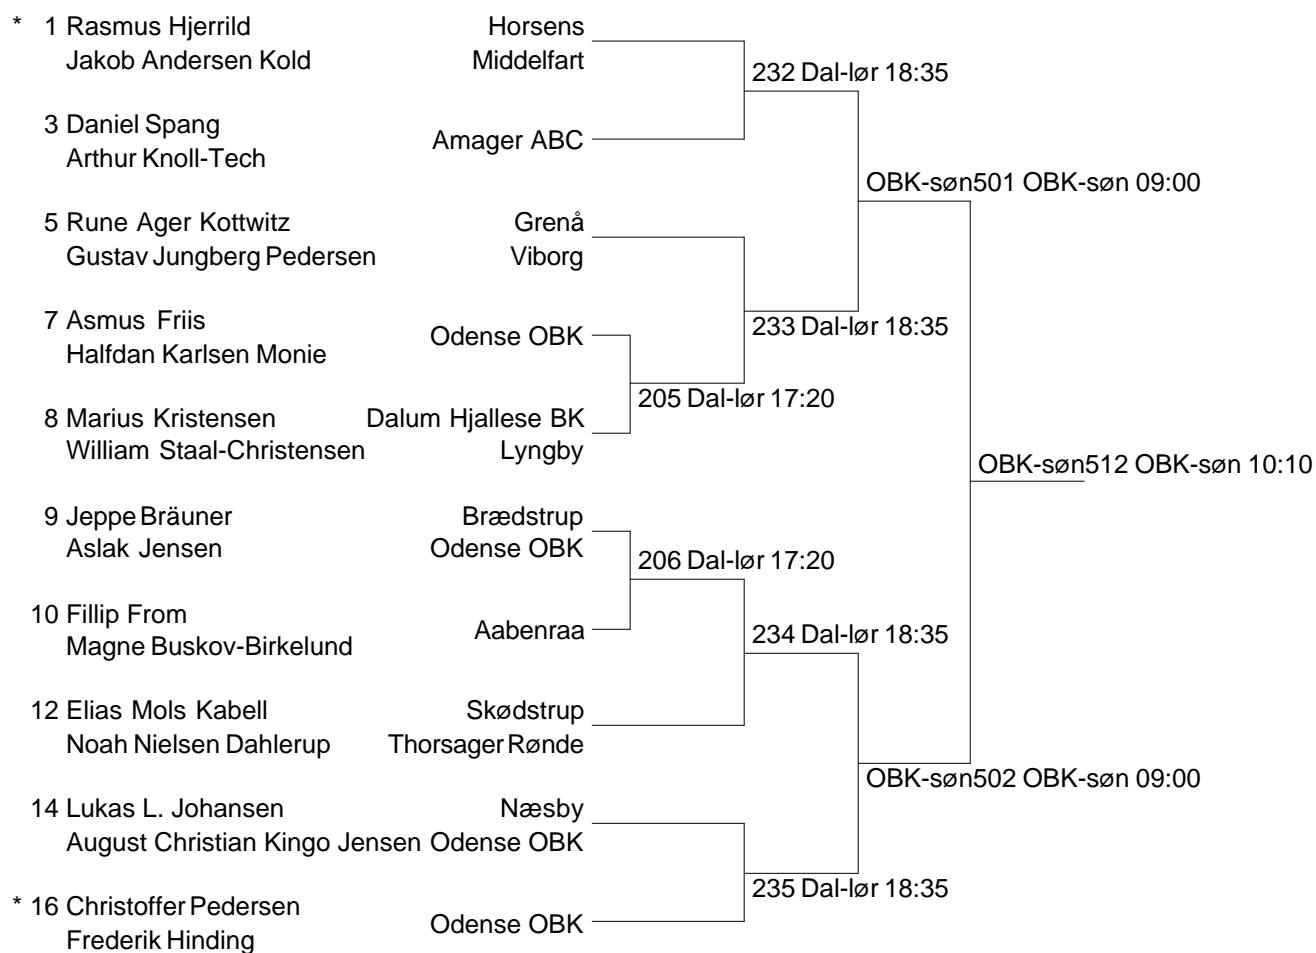 * 1 Rasmus Hjerrild Horsens
Jakob Andersen Kold Middelfart
232 Dal-lør 18:35
3 Daniel Spang
Arthur Knoll-Tech
Amager ABC
OBK-søn501 OBK-søn 09:00
5 Rune Ager Kottwitz Grenå
Gustav Jungberg Pedersen Viborg
7 Asmus Friis
Halfdan Karlsen Monie
Odense OBK
233 Dal-lør 18:35
205 Dal-lør 17:20
8 Marius Kristensen Dalum Hjallese BK
William Staal-Christensen Lyngby
OBK-søn512 OBK-søn 10:10
9 Jeppe Bräuner Brædstrup
Aslak Jensen Odense OBK
206 Dal-lør 17:20
10 Fillip From
Magne Buskov-Birkelund
Aabenraa
234 Dal-lør 18:35
12 Elias Mols Kabell Skødstrup
Noah Nielsen Dahlerup Thorsager Rønde
OBK-søn502 OBK-søn 09:00
14 Lukas L. Johansen Næsby
August Christian Kingo Jensen Odense OBK
235 Dal-lør 18:35
* 16 Christoffer Pedersen
Frederik Hinding
Odense OBK